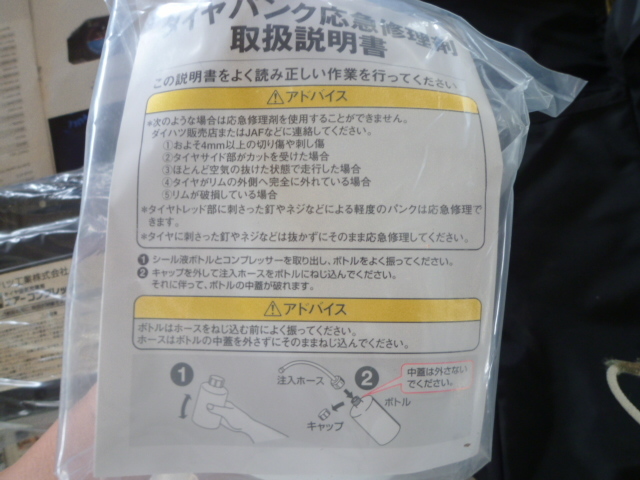 タイヤパンク応急修理剤
取扱説明書
この説明書をよく読み正しい作業を行ってください
⚠アドバイス
*次のような場合は応急修理剤を使用することができません。
ダイハツ販売店またはJAFなどに連絡してください。
①およそ4mm以上の切り傷や刺し傷
②タイヤサイド部がカットを受けた場合
③ほとんど空気の抜けた状態で走行した場合
④タイヤがリムの外側へ完全に外れている場合
⑤リムが破損している場合
*タイヤトレッド部に刺さった釘やネジなどによる軽度のパンクは応急修理で
きます。
*タイヤに刺さった釘やネジなどは抜かずにそのまま応急修理してください。
❶ シール液ボトルとコンプレッサーを取り出し、ボトルをよく振ってください。
❷ キャップを外して注入ホースをボトルにねじ込んでください。
それに伴って、ボトルの中蓋が破れます。
⚠アドバイス
ボトルはホースをねじ込む前によく振ってください。
ホースはボトルの中蓋を外さずにそのままねじ込んでください。
❶
注入ホース
❷
中蓋は外さない
でください。
ボトル
キャップ